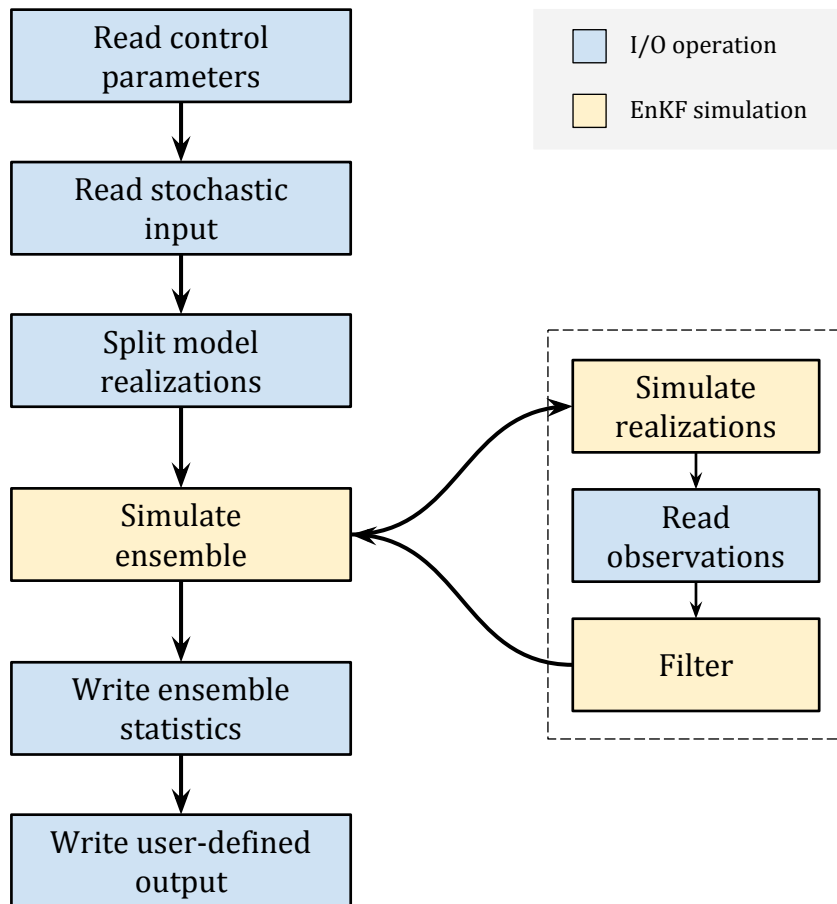 Read control
parameters
I/O operation
EnKF simulation
Read stochastic
input
Split model
realizations
Simulate
realizations
Simulate
ensemble
Read
observations
Filter
Write ensemble
statistics
Write user-defined
output